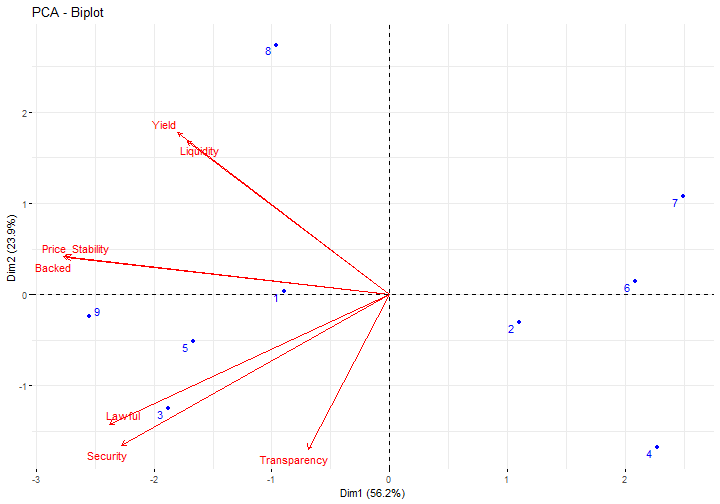 PCA - Biplot
8
Yield
Liquidity
7
Price_Stability
Backed
6
1
9
2
5
Lawful
3
Security
Transparency
4
2
1
0
-1
-3
-2
-1
0
1
2
Dim1 (56.2%)
Dim2 (23.9%)